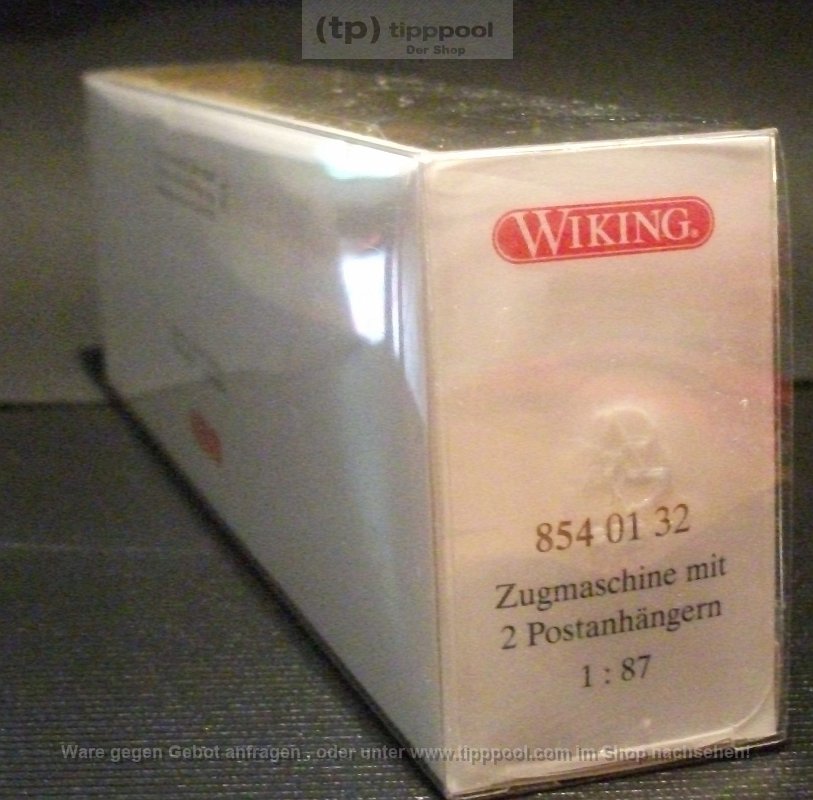 (tp) tipppool
Der Shop
WIKING®
854 01 32
Zugmaschine mit
2 Postanhängern
1 : 87
Ware gegen Gebot anfragen , oder unter www.tipppool.com im Shop nachsehen!